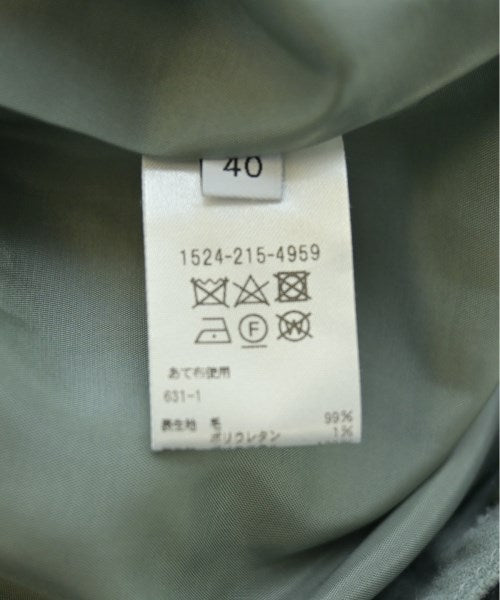 40
1524-215-4959
F
W
あて布使用
631-1
表生地 毛 99%
ポリウレタン 1%